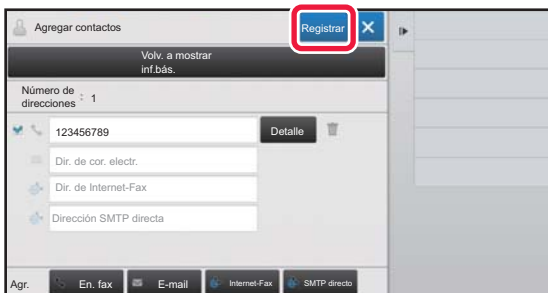 Agregar contactos
Registrar
Volv. a mostrar
inf.bás.
Número de
direcciones : 1
123456789
Detalle
Dir. de cor. electr.
Dir. de Internet-Fax
Dirección SMTP directa
Agr.
En. fax
E-mail
Internet-Fax
SMTP directo